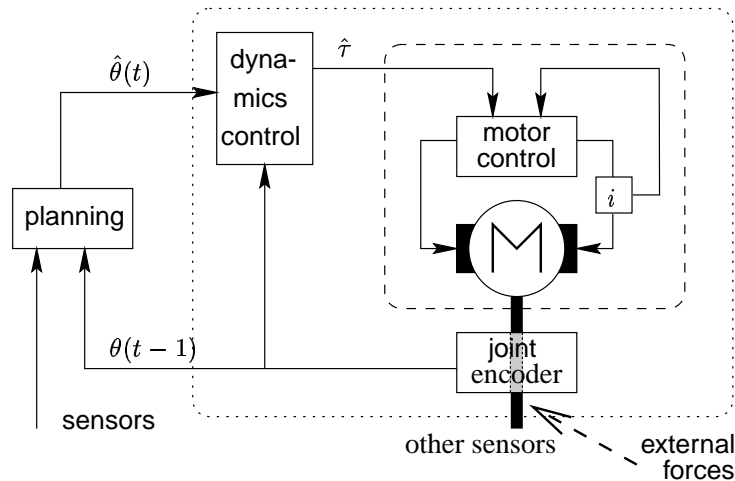 dyna-
mics
control
θ̂(t)
τ̂
motor
control
i
planning
M
θ(t − 1)
joint
encoder
sensors
other sensors
external
forces